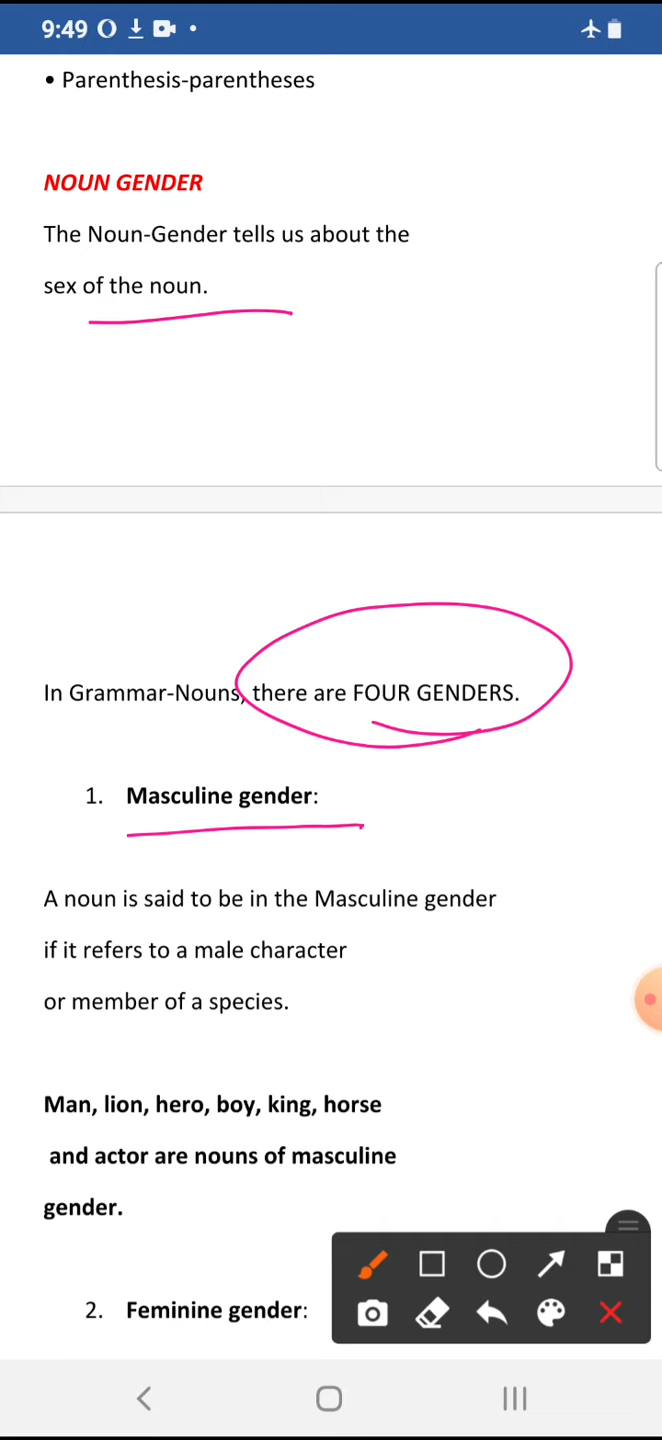 9:49
• Parenthesis-parentheses
NOUN GENDER
The Noun-Gender tells us about the
sex of the noun.
In Grammar-Nouns, there are FOUR GENDERS.
1. Masculine gender:
A noun is said to be in the Masculine gender
if it refers to a male character
or member of a species.
Man, lion, hero, boy, king, horse
and actor are nouns of masculine
gender.
2. Feminine gender: